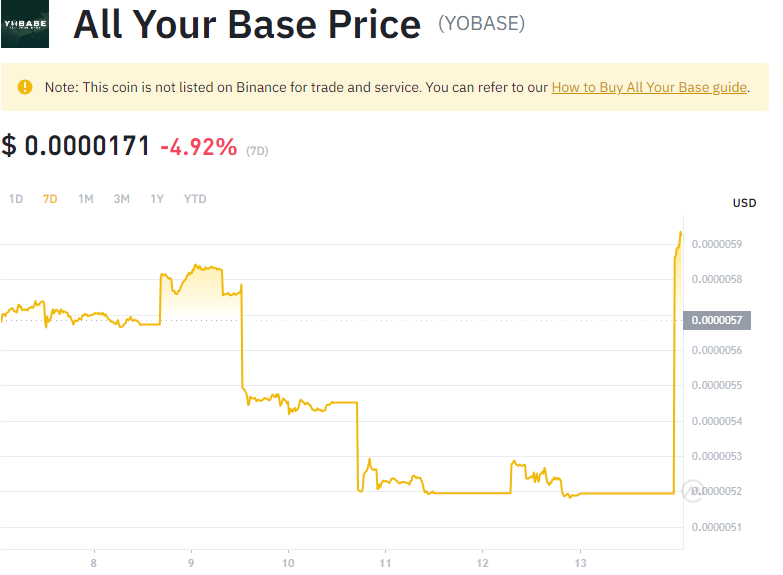 YOBASE
All Your Base Price (YOBASE)
Note: This coin is not listed on Binance for trade and service. You can refer to our How to Buy All Your Base guide.
$ 0.0000171 -4.92% (7D)
1D 7D 1M 3M 1Y YTD
USD
0.0000059
0.0000058
0.0000057
0.0000056
0.0000055
0.0000054
0.0000053
0.0000052
0.0000051
8 9 10 11 12 13